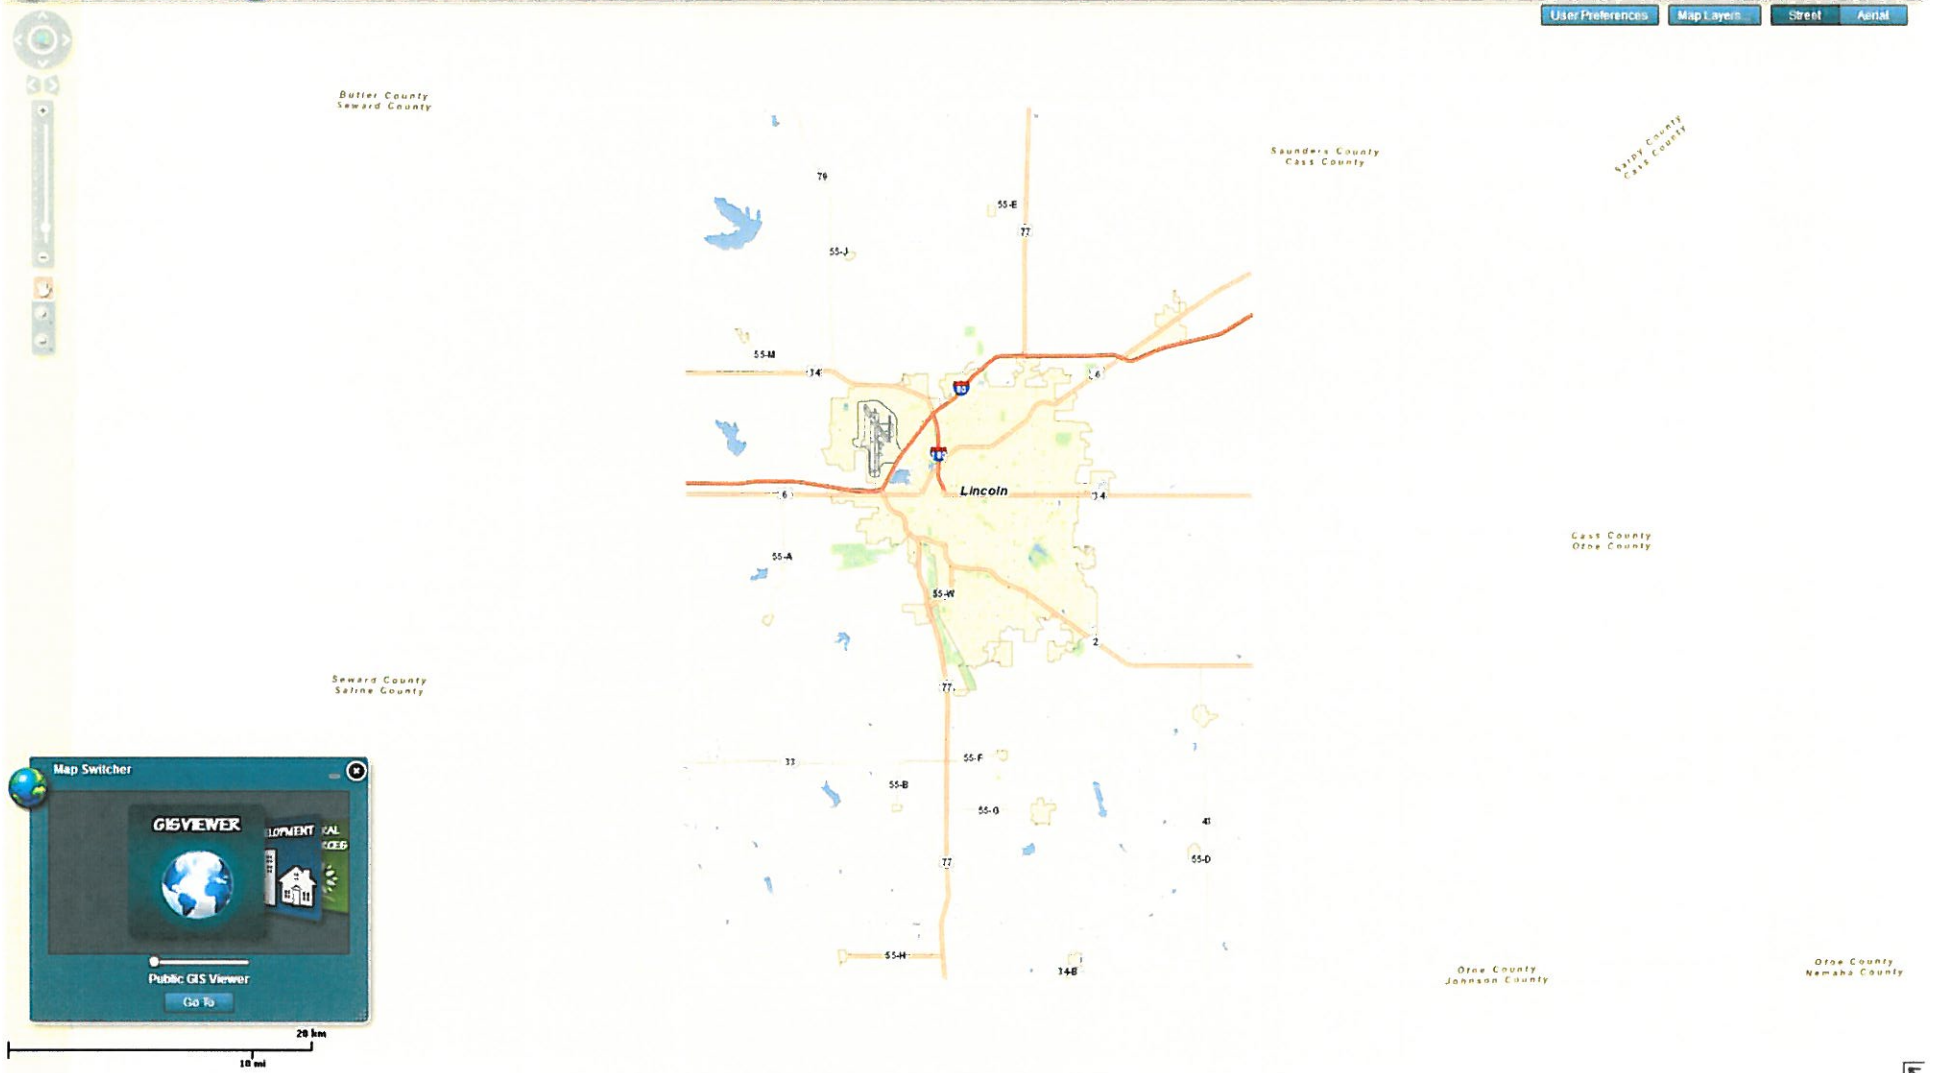 User Preferences
Map Layers...
Street
Aerial
Butler County
Seward County
Saunders County
Cass County
Sarpy County
Cass County
79
55-E
77
55-J
55-M
34
6
80
180
Lincoln
6
34
Cass County
Otoe County
55-A
55-W
2
Seward County
Saline County
77
33
55-F
55-B
55-G
41
55-D
77
55-H
Otoe County
Johnson County
Otoe County
Nemaha County
Map Switcher
GISVIEWER
LOPMENT
RAL
RCES
Public GIS Viewer
Go To
20 km
10 mi